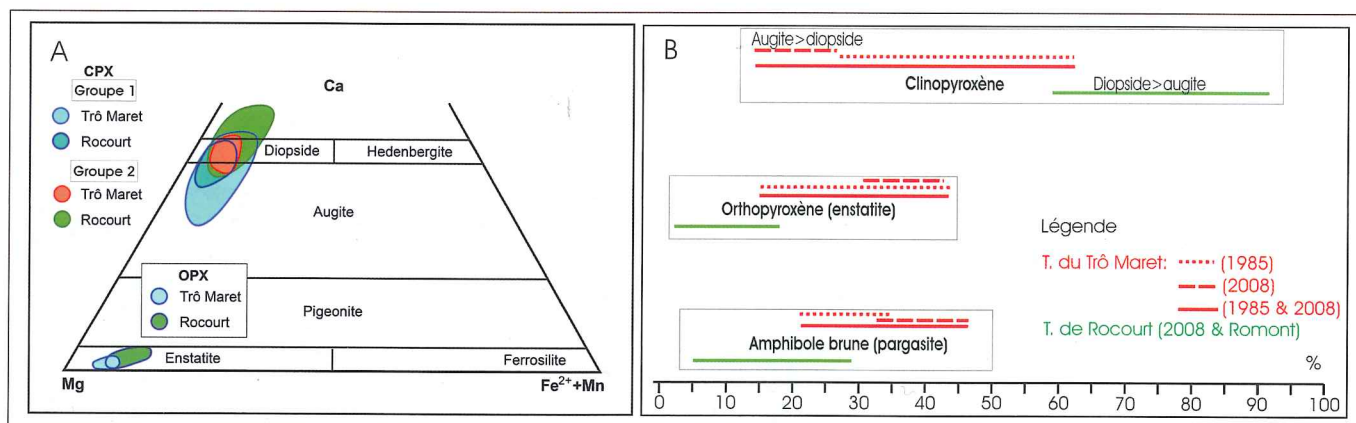 A
CPX
Groupe 1
Trô Maret
Rocourt
Groupe 2
Trô Maret
Rocourt
Ca
Diopside
Hedenbergite
Augite
OPX
Trô Maret
Rocourt
Pigeonite
Enstatite
Ferrosilite
Mg
Fe2++Mn
B
Augite>diopside
Clinopyroxène
Diopside>augite
Orthopyroxène (enstatite)
Légende
T. du Trô Maret:
(1985)
(2008)
(1985 & 2008)
T. de Rocourt (2008 & Romont)
Amphibole brune (pargasite)
%
0 10 20 30 40 50 60 70 80 90 100